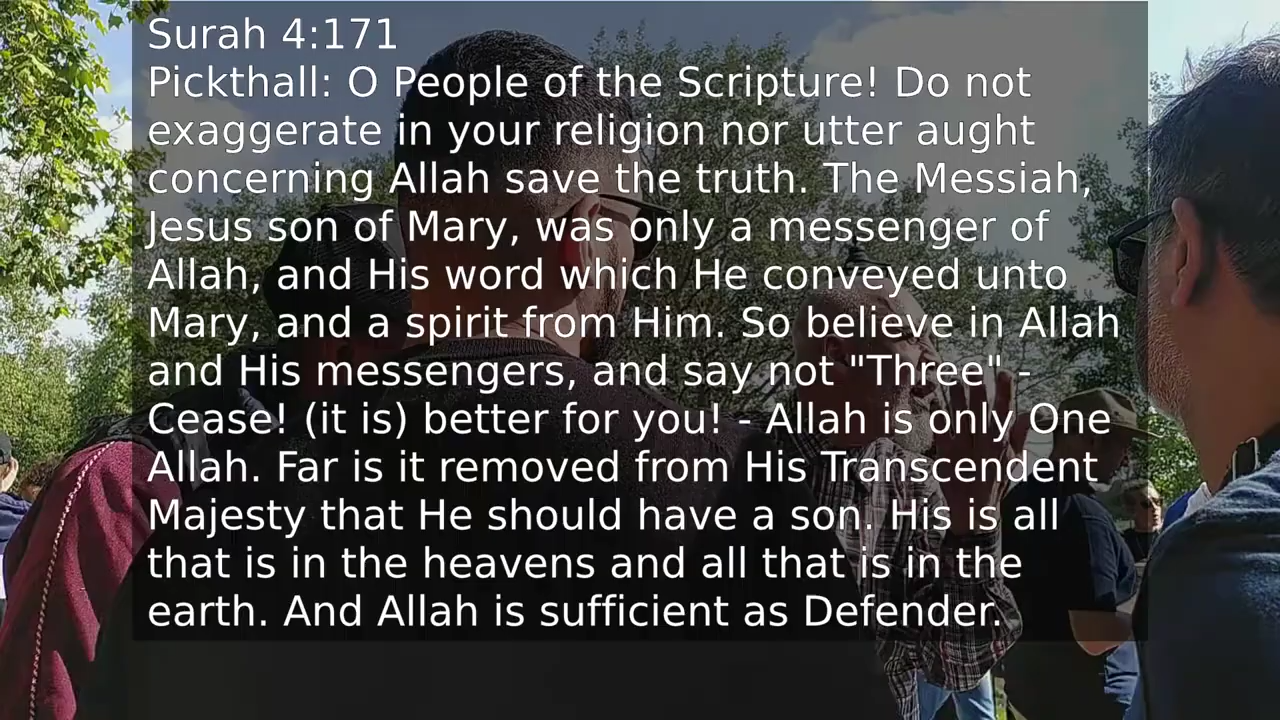 Surah 4:171
Pickthall: O People of the Scripture! Do not
exaggerate in your religion nor utter aught
concerning Allah save the truth. The Messiah,
Jesus son of Mary, was only a messenger of
Allah, and His word which He conveyed unto
Mary, and a spirit from Him. So believe in Allah
and His messengers, and say not "Three" -
Cease! (it is) better for you! - Allah is only One
Allah. Far is it removed from His Transcendent
Majesty that He should have a son. His is all
that is in the heavens and all that is in the
earth. And Allah is sufficient as Defender.